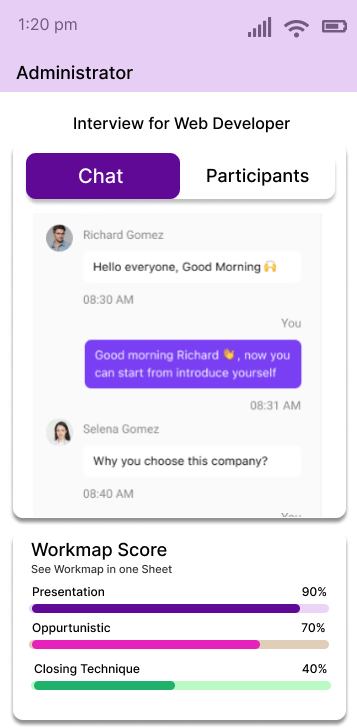 1:20 pm
Administrator
Interview for Web Developer
Chat
Participants
Richard Gomez
Hello everyone, Good Morning 🙌
08:30 AM
You
Good morning Richard 👋, now you
can start from introduce yourself
08:31 AM
Selena Gomez
Why you choose this company?
08:40 AM
Workmap Score
See Workmap in one Sheet
Presentation 90%
Oppurtunistic 70%
Closing Technique 40%